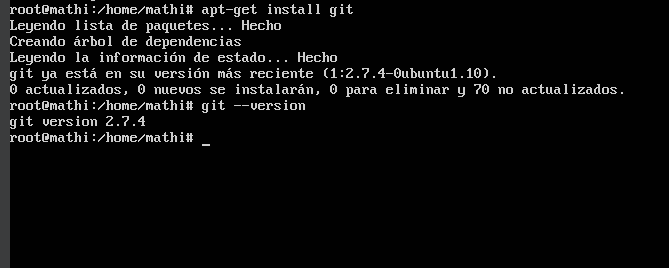 root@mathi:/home/mathi# apt-get install git
Leyendo lista de paquetes... Hecho
Creando árbol de dependencias
Leyendo la información de estado... Hecho
git ya está en su versión más reciente (1:2.7.4-0ubuntu1.10).
0 actualizados, 0 nuevos se instalarán, 0 para eliminar y 70 no actualizados.
root@mathi:/home/mathi# git --version
git version 2.7.4
root@mathi:/home/mathi# _